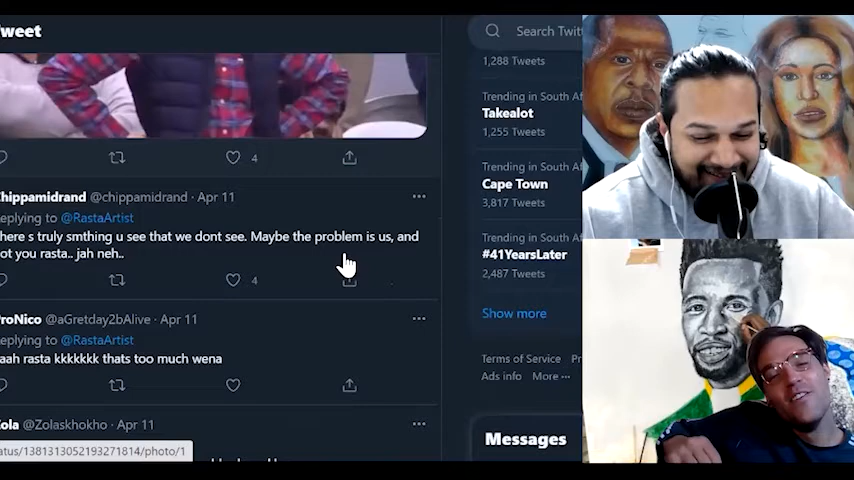 Tweet
4
Chippamidrand @chippamidrand · Apr 11
eplying to @RastaArtist
here s truly smthing u see that we dont see. Maybe the problem is us, and
ot you rasta.. jah neh..
4
ProNico @aGretday2bAlive · Apr 11
eplying to @RastaArtist
aah rasta kkkkkkk thats too much wena
Zola @Zolaskhokho · Apr 11
atus/1381313052193271814/photo/1
Search Twitt
1,288 Tweets
Trending in South Af
Takealot
1,255 Tweets
Trending in South Af
Cape Town
3,817 Tweets
Trending in South Af
#41YearsLater
2,487 Tweets
Show more
Terms of Service Pr
Ads info More ···
Messages